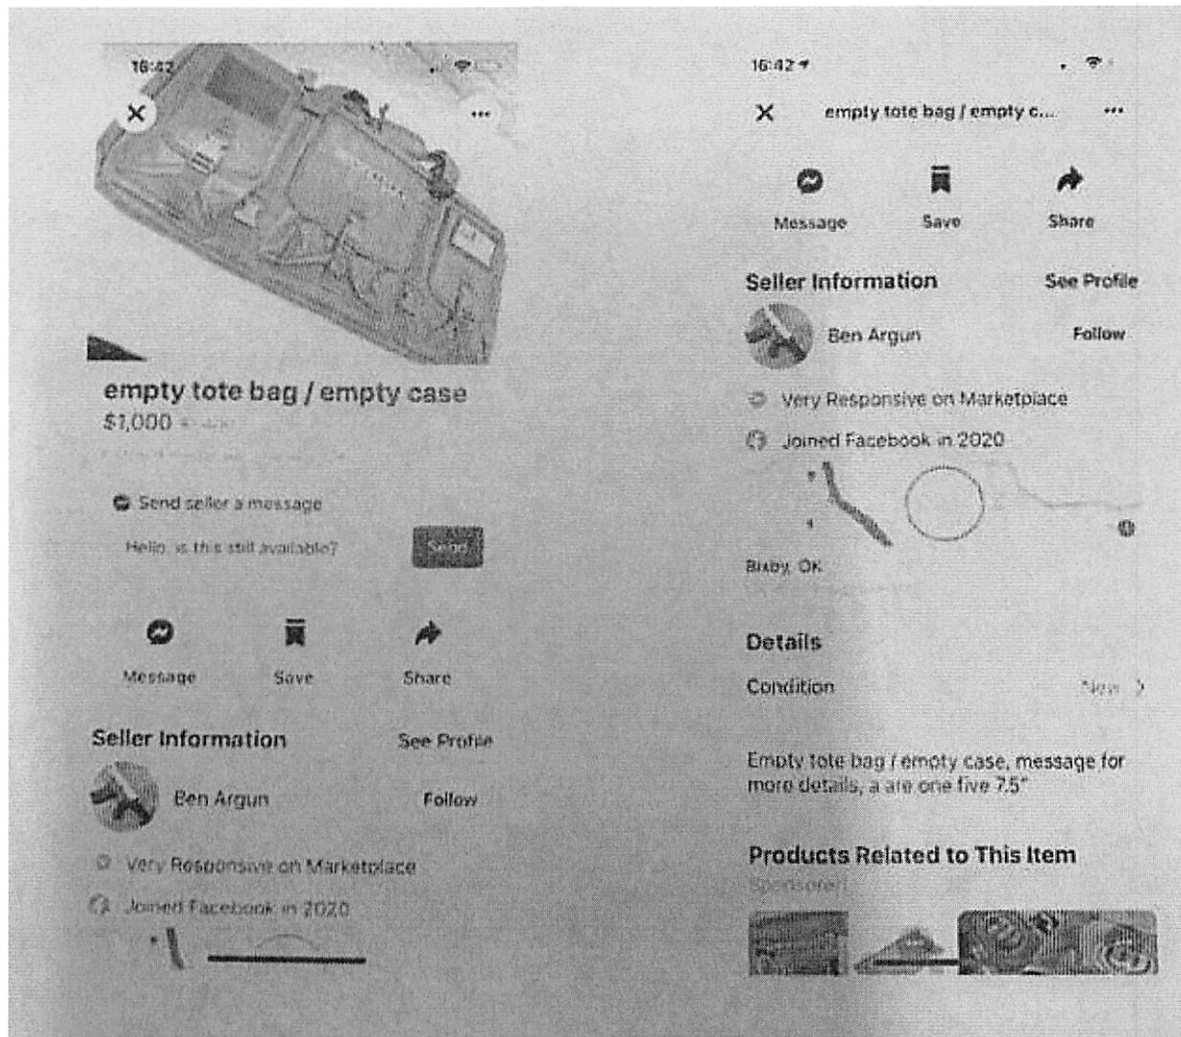 16:42
empty tote bag / empty case
$1,000
Send seller a message
Hello, is this still available?
Send
Message
Save
Share
Seller Information
See Profile
Ben Argun
Follow
Very Responsive on Marketplace
Joined Facebook in 2020
16:42
empty tote bag / empty c...
Message
Save
Share
Seller Information
See Profile
Ben Argun
Follow
Very Responsive on Marketplace
Joined Facebook in 2020
Bixby, OK
Details
Condition
New
Empty tote bag / empty case, message for
more details, a are one five 7.5"
Products Related to This Item
Sponsored